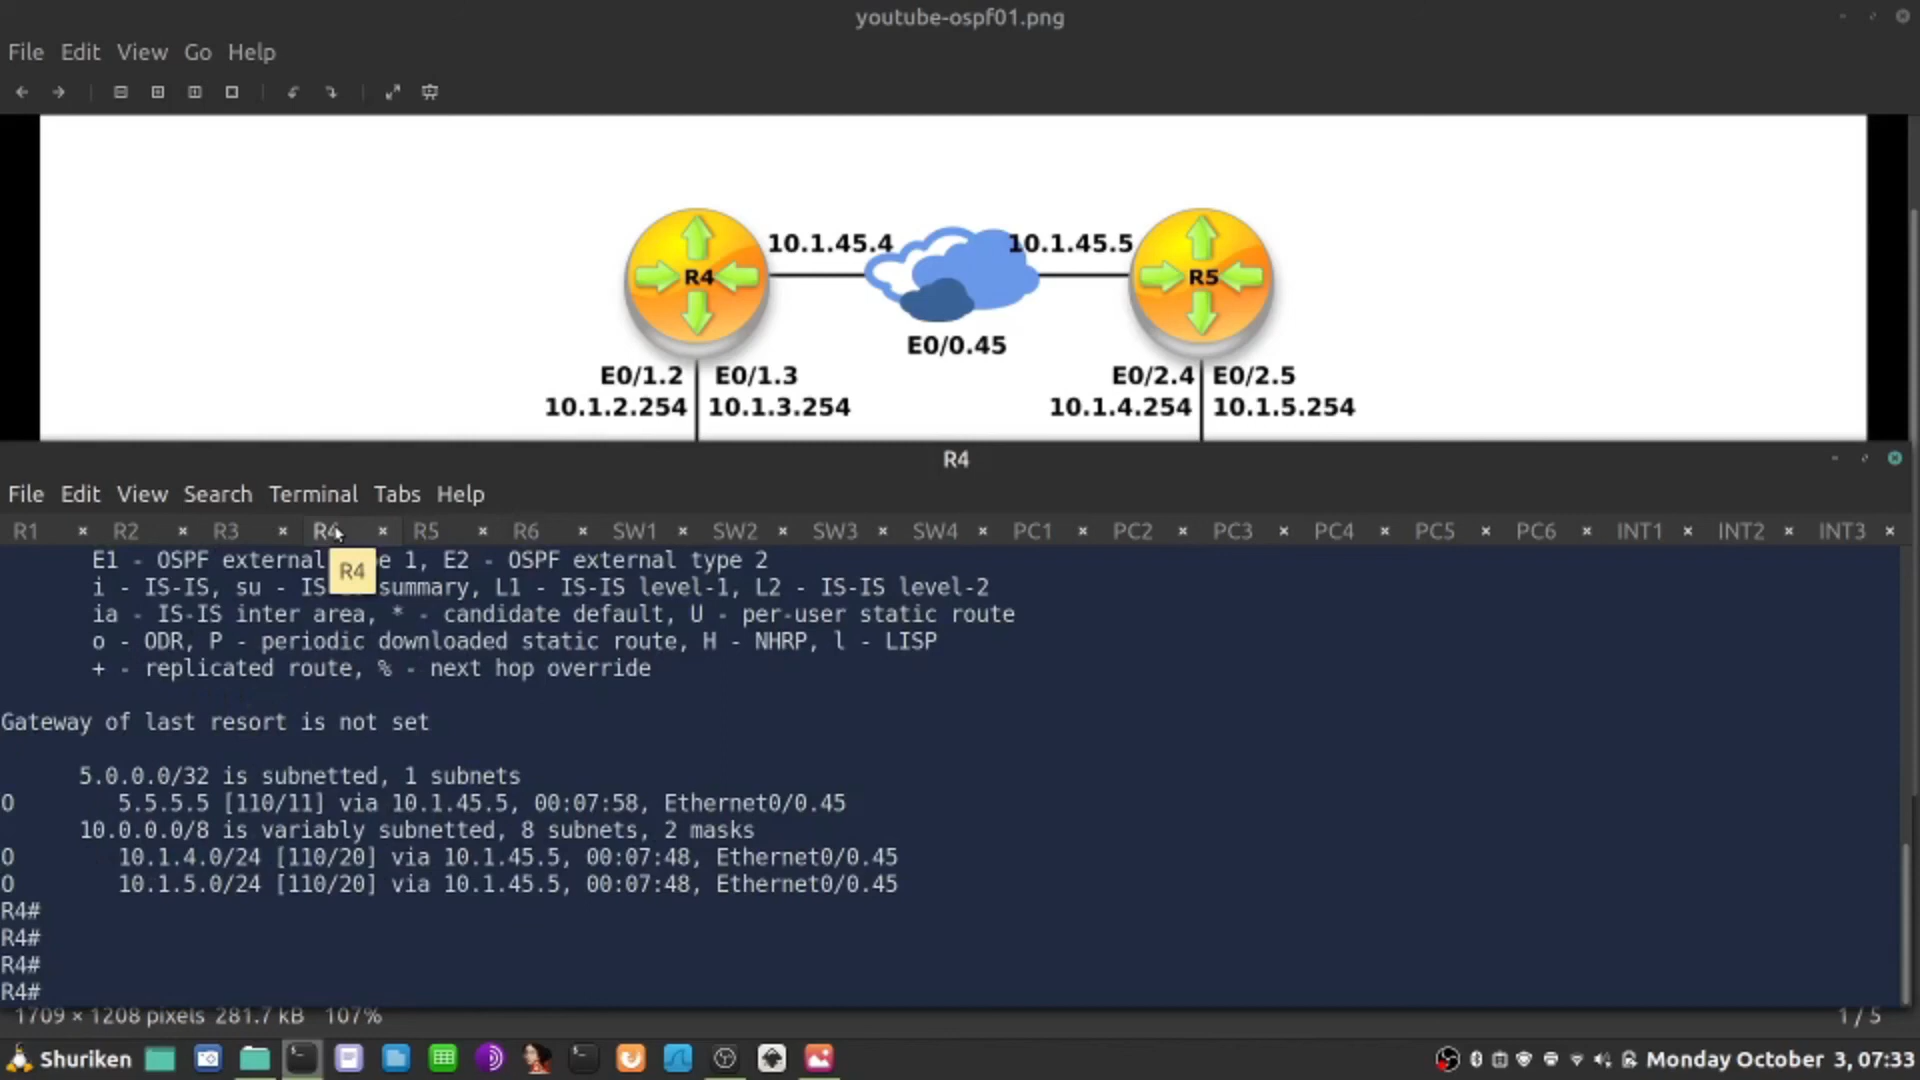 youtube-ospf01.png
File Edit View Go Help
10.1.45.4 10.1.45.5
R4 R5
E0/0.45
E0/1.2 E0/1.3 E0/2.4 E0/2.5
10.1.2.254 10.1.3.254 10.1.4.254 10.1.5.254
R4
File Edit View Search Terminal Tabs Help
R1 × R2 × R3 × R4 × R5 × R6 × SW1 × SW2 × SW3 × SW4 × PC1 × PC2 × PC3 × PC4 × PC5 × PC6 × INT1 × INT2 × INT3 ×
E1 - OSPF external e 1, E2 - OSPF external type 2
R4
i - IS-IS, su - IS summary, L1 - IS-IS level-1, L2 - IS-IS level-2
ia - IS-IS inter area, * - candidate default, U - per-user static route
o - ODR, P - periodic downloaded static route, H - NHRP, l - LISP
+ - replicated route, % - next hop override
Gateway of last resort is not set
5.0.0.0/32 is subnetted, 1 subnets
O 5.5.5.5 [110/11] via 10.1.45.5, 00:07:58, Ethernet0/0.45
10.0.0.0/8 is variably subnetted, 8 subnets, 2 masks
O 10.1.4.0/24 [110/20] via 10.1.45.5, 00:07:48, Ethernet0/0.45
O 10.1.5.0/24 [110/20] via 10.1.45.5, 00:07:48, Ethernet0/0.45
R4#
R4#
R4#
R4#
1709 × 1208 pixels 281.7 kB 107% 1 / 5
Shuriken Monday October 3, 07:33